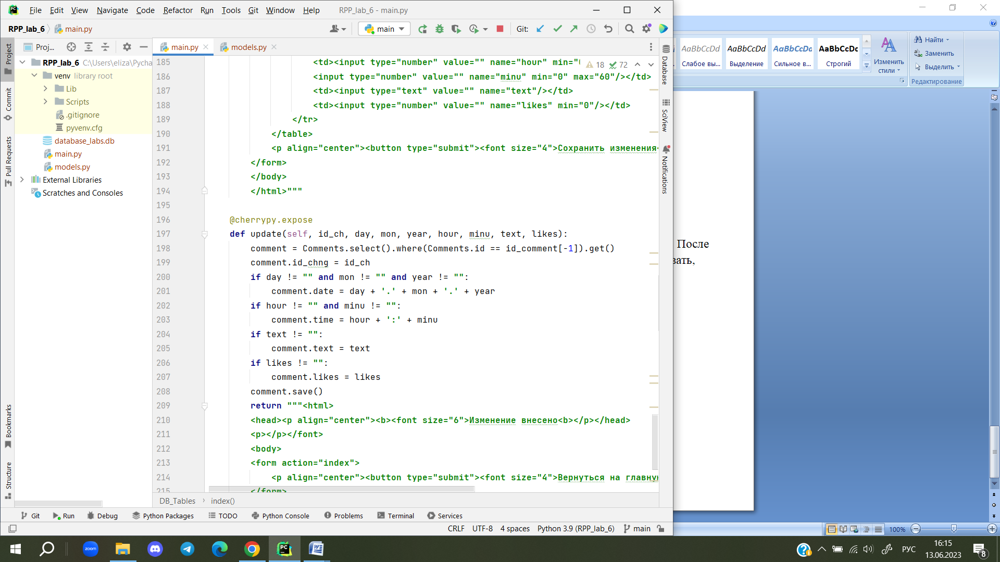 File Edit View Navigate Code Refactor Run Tools Git Window Help RPP_lab_6 - main.py
RPP_lab_6 main.py main Git:
Proj... main.py models.py
RPP_lab_6 C:\Users\eliza\Pycha
venv library root
Lib
Scripts
.gitignore
pyvenv.cfg
database_labs.db
main.py
models.py
External Libraries
Scratches and Consoles
Project
Commit
Pull Requests
Bookmarks
Structure
18 72
185 <td><input type="number" value="" name="hour" min="
186 <input type="number" value="" name="minu" min="0" max="60"/></td>
187 <td><input type="text" value="" name="text"/></td>
188 <td><input type="number" value="" name="likes" min="0"/></td>
189 </tr>
190 </table>
191 <p align="center"><button type="submit"><font size="4">Сохранить изменения
192 </form>
193 </body>
194 </html>"""
195
196 @cherrypy.expose
197 def update(self, id_ch, day, mon, year, hour, minu, text, likes):
198 comment = Comments.select().where(Comments.id == id_comment[-1]).get()
199 comment.id_chng = id_ch
200 if day != "" and mon != "" and year != "":
201 comment.date = day + '.' + mon + '.' + year
202 if hour != "" and minu != "":
203 comment.time = hour + ':' + minu
204 if text != "":
205 comment.text = text
206 if likes != "":
207 comment.likes = likes
208 comment.save()
209 return """<html>
210 <head><p align="center"><b><font size="6">Изменение внесено<b></p></head>
211 <p></p></font>
212 <body>
213 <form action="index">
214 <p align="center"><button type="submit"><font size="4">Вернуться на главну
215 </form>
DB_Tables index()
Database
SciView
Notifications
Git Run Debug Python Packages TODO Python Console Problems Terminal Services
CRLF UTF-8 4 spaces Python 3.9 (RPP_lab_6) main
AaBbCcDd AaBbCcDd AaBbCcDd AaBbCcDc
Слабое вы... Выделение Сильное в... Строгий
Изменить стили
Найти
Заменить
Выделить
Редактирование
После
вать,
100%
zoom
PC
РУС
16:15
13.06.2023
8